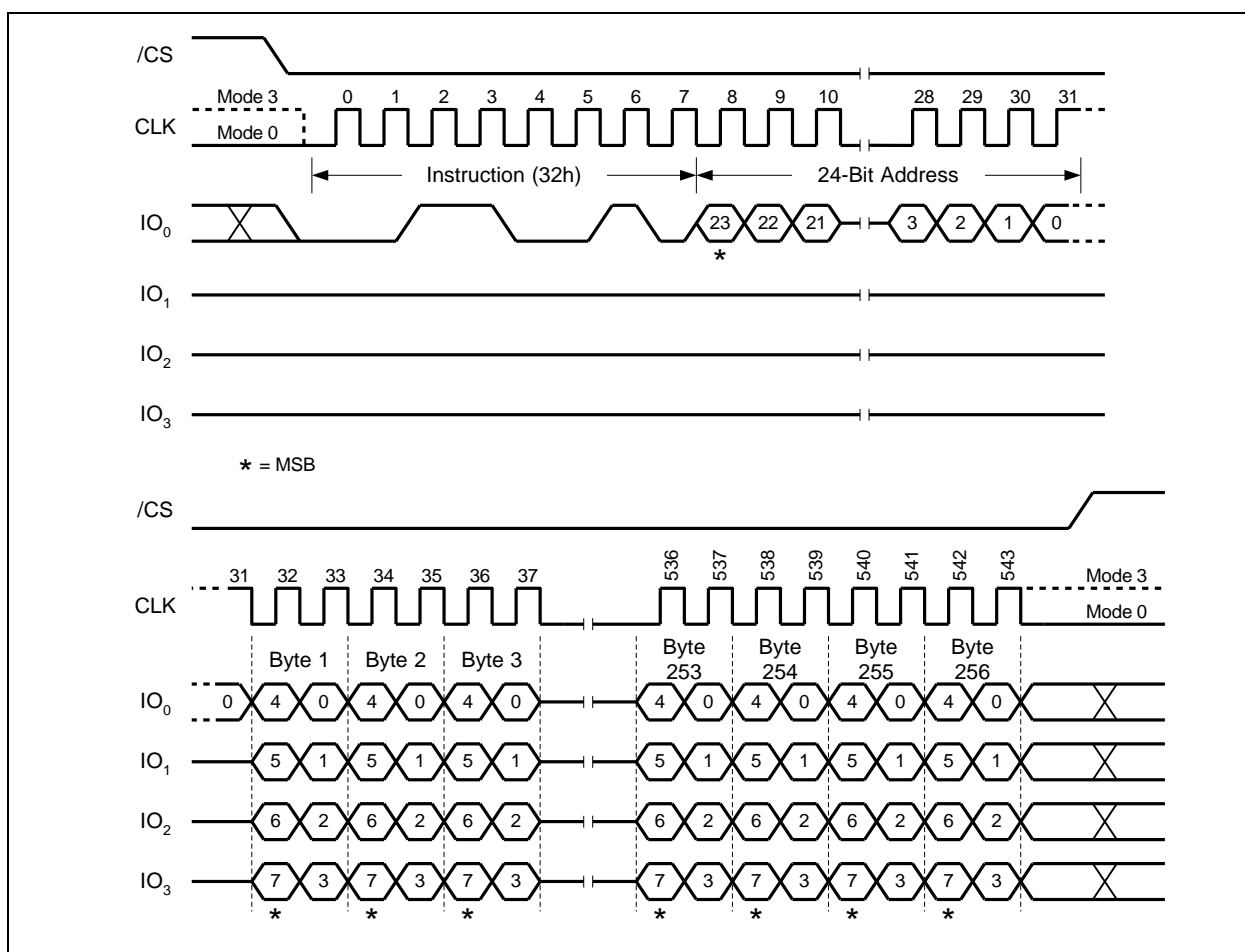 /CS
Mode 3 0 1 2 3 4 5 6 7 8 9 10 28 29 30 31
CLK Mode 0
Instruction (32h) 24-Bit Address
IO0 23 22 21 3 2 1 0
*
IO1
IO2
IO3
* = MSB
/CS
31 32 33 34 35 36 37 536 537 538 539 540 541 542 543 Mode 3
CLK Mode 0
Byte 1 Byte 2 Byte 3 Byte 253 Byte 254 Byte 255 Byte 256
IO0 0 4 0 4 0 4 0 4 0 4 0 4 0 4 0
IO1 5 1 5 1 5 1 5 1 5 1 5 1 5 1
IO2 6 2 6 2 6 2 6 2 6 2 6 2 6 2
IO3 7 3 7 3 7 3 7 3 7 3 7 3 7 3
* * * * * * *